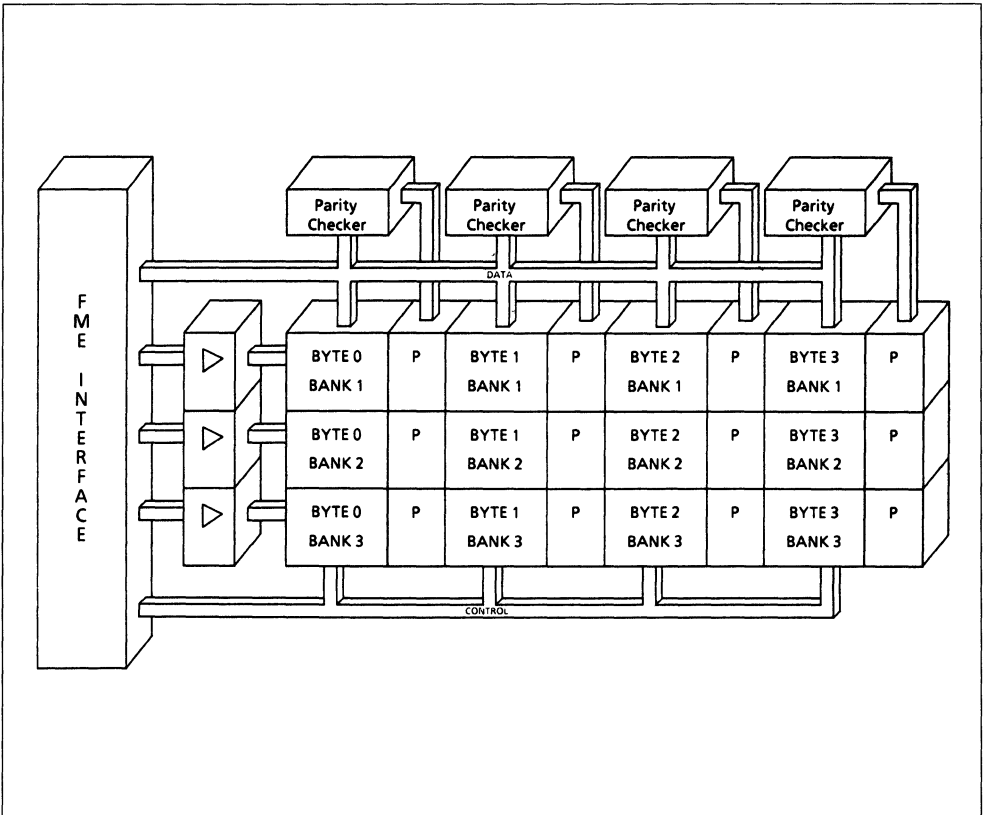 Parity Checker
Parity Checker
Parity Checker
Parity Checker
DATA
FME INTERFACE
BYTE 0 P BYTE 1 P BYTE 2 P BYTE 3 P
BANK 1 BANK 1 BANK 1 BANK 1
BYTE 0 P BYTE 1 P BYTE 2 P BYTE 3 P
BANK 2 BANK 2 BANK 2 BANK 2
BYTE 0 P BYTE 1 P BYTE 2 P BYTE 3 P
BANK 3 BANK 3 BANK 3 BANK 3
CONTROL